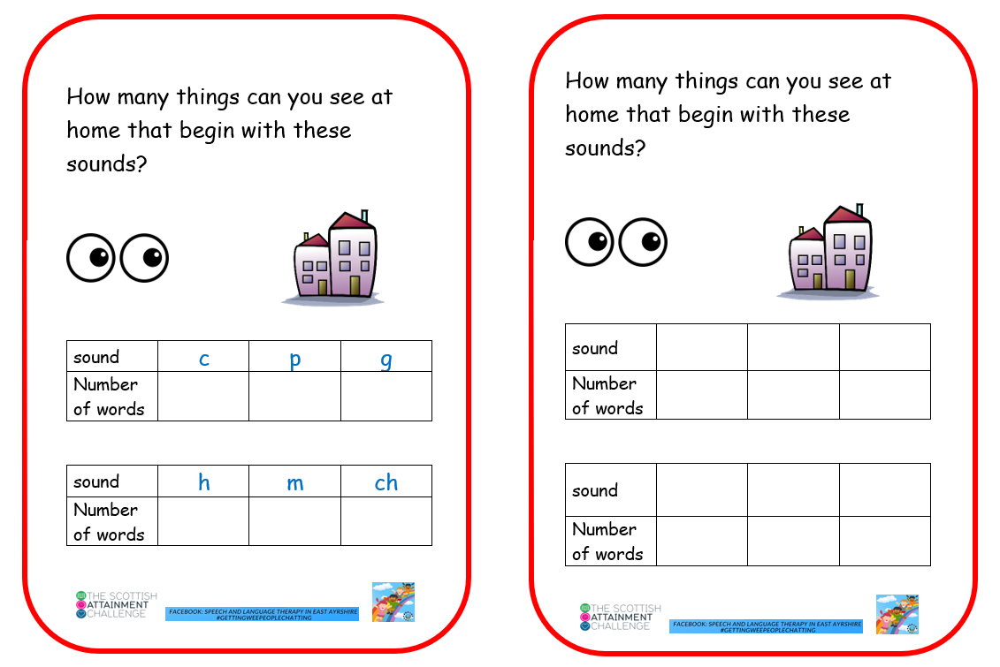 How many things can you see at
home that begin with these
sounds?
sound c p g
Number
of words
sound h m ch
Number
of words
THE SCOTTISH
ATTAINMENT
CHALLENGE
FACEBOOK: SPEECH AND LANGUAGE THERAPY IN EAST AYRSHIRE
#GETTINGWEEPEOPLECHATTING
How many things can you see at
home that begin with these
sounds?
sound
Number
of words
sound
Number
of words
THE SCOTTISH
ATTAINMENT
CHALLENGE
FACEBOOK: SPEECH AND LANGUAGE THERAPY IN EAST AYRSHIRE
#GETTINGWEEPEOPLECHATTING